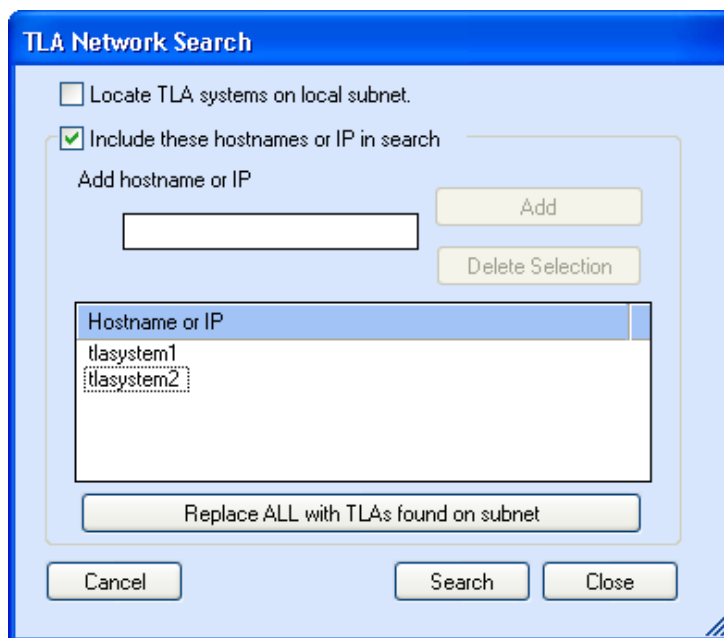 TLA Network Search
Locate TLA systems on local subnet.
Include these hostnames or IP in search
Add hostname or IP
Add
Delete Selection
Hostname or IP
tlasystem1
tlasystem2
Replace ALL with TLAs found on subnet
Cancel Search Close